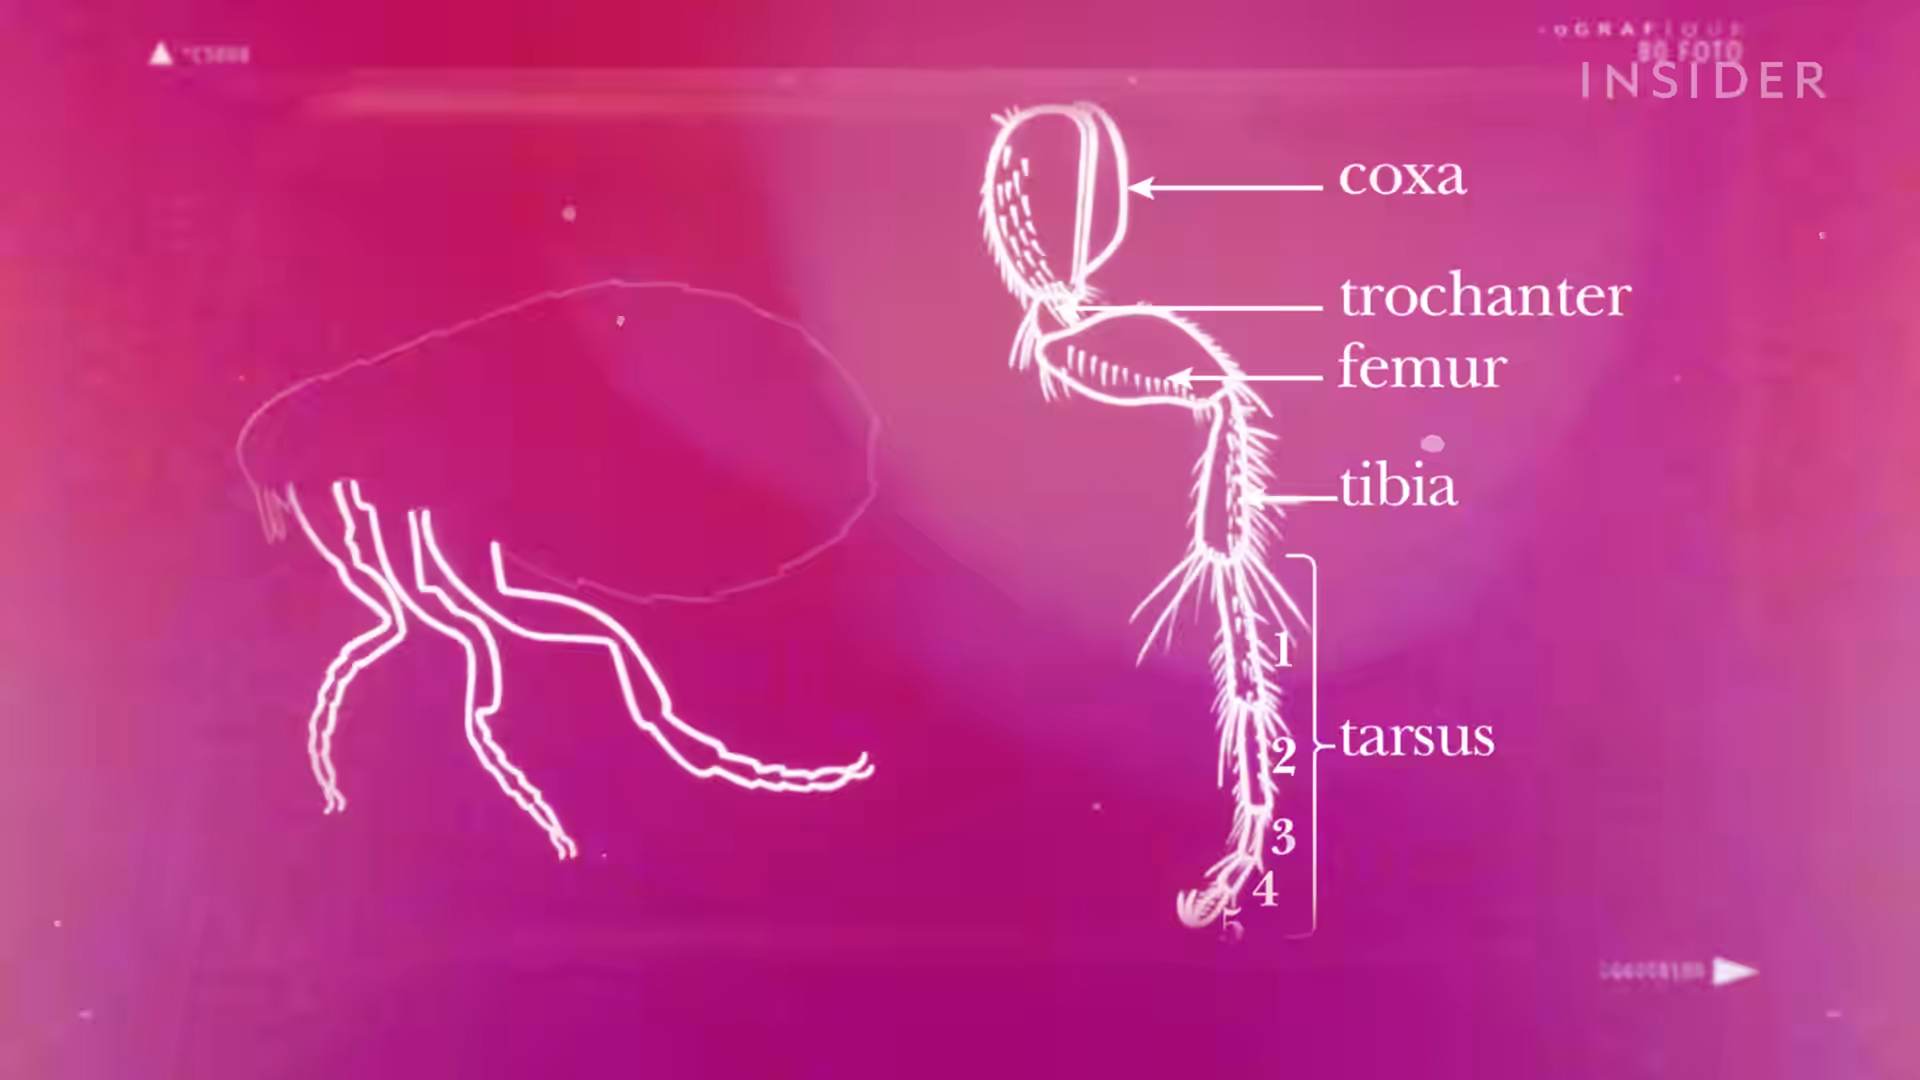 INSIDER
coxa
trochanter
femur
tibia
1
2
tarsus
3
4
5